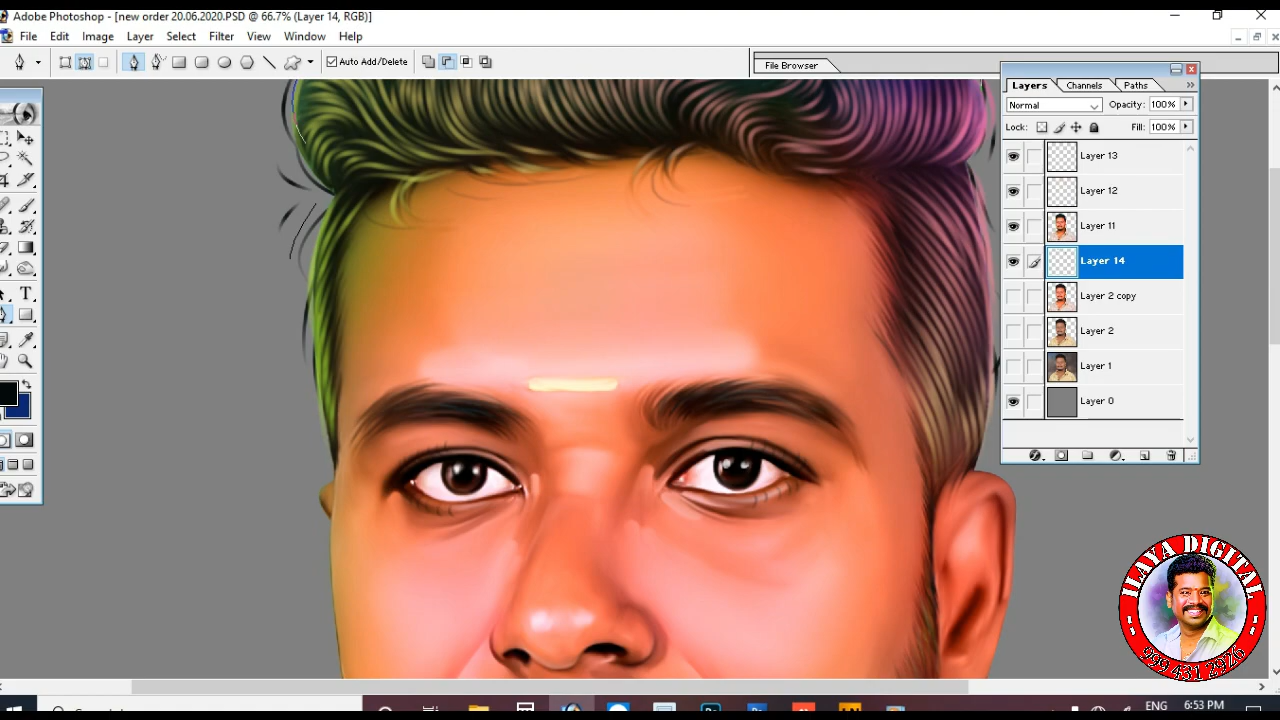 Adobe Photoshop - [new order 20.06.2020.PSD @ 66.7% (Layer 14, RGB)]
File Edit Image Layer Select Filter View Window Help
Auto Add/Delete
File Browser
Layers Channels Paths
Normal Opacity: 100%
Lock: Fill: 100%
Layer 13
Layer 12
Layer 11
Layer 14
Layer 2 copy
Layer 2
Layer 1
Layer 0
ILAYA DIGITAL
999 431 2926
ENG 6:53 PM